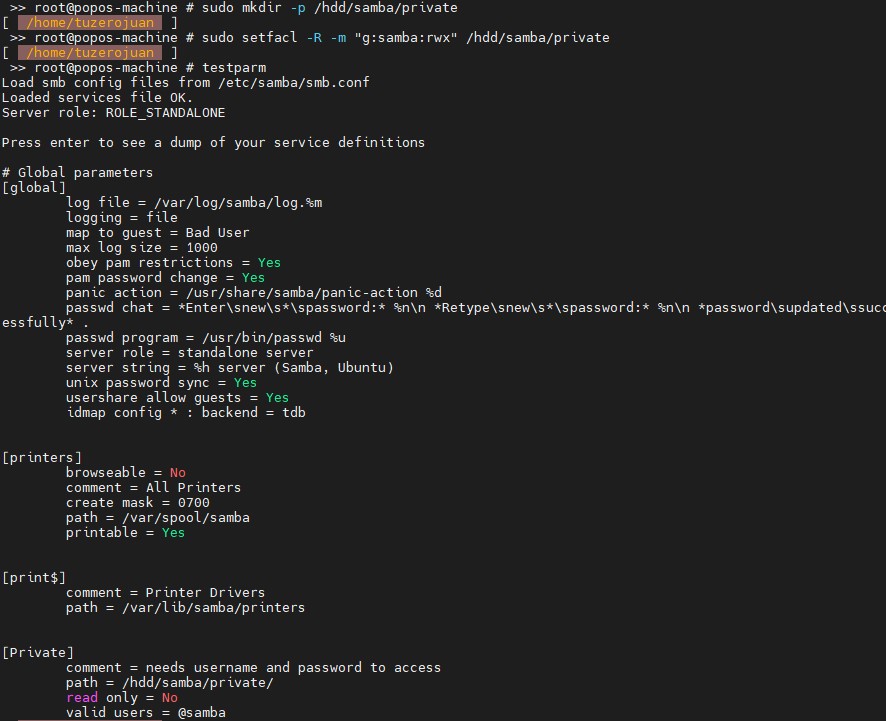 >> root@popos-machine # sudo mkdir -p /hdd/samba/private
[ /home/tuzerojuan ]
>> root@popos-machine # sudo setfacl -R -m "g:samba:rwx" /hdd/samba/private
[ /home/tuzerojuan ]
>> root@popos-machine # testparm
Load smb config files from /etc/samba/smb.conf
Loaded services file OK.
Server role: ROLE_STANDALONE
Press enter to see a dump of your service definitions
# Global parameters
[global]
log file = /var/log/samba/log.%m
logging = file
map to guest = Bad User
max log size = 1000
obey pam restrictions = Yes
pam password change = Yes
panic action = /usr/share/samba/panic-action %d
passwd chat = *Enter\snew\s*\spassword:* %n\n *Retype\snew\s*\spassword:* %n\n *password\supdated\ssucc
essfully* .
passwd program = /usr/bin/passwd %u
server role = standalone server
server string = %h server (Samba, Ubuntu)
unix password sync = Yes
usershare allow guests = Yes
idmap config * : backend = tdb
[printers]
browseable = No
comment = All Printers
create mask = 0700
path = /var/spool/samba
printable = Yes
[print$]
comment = Printer Drivers
path = /var/lib/samba/printers
[Private]
comment = needs username and password to access
path = /hdd/samba/private/
read only = No
valid users = @samba